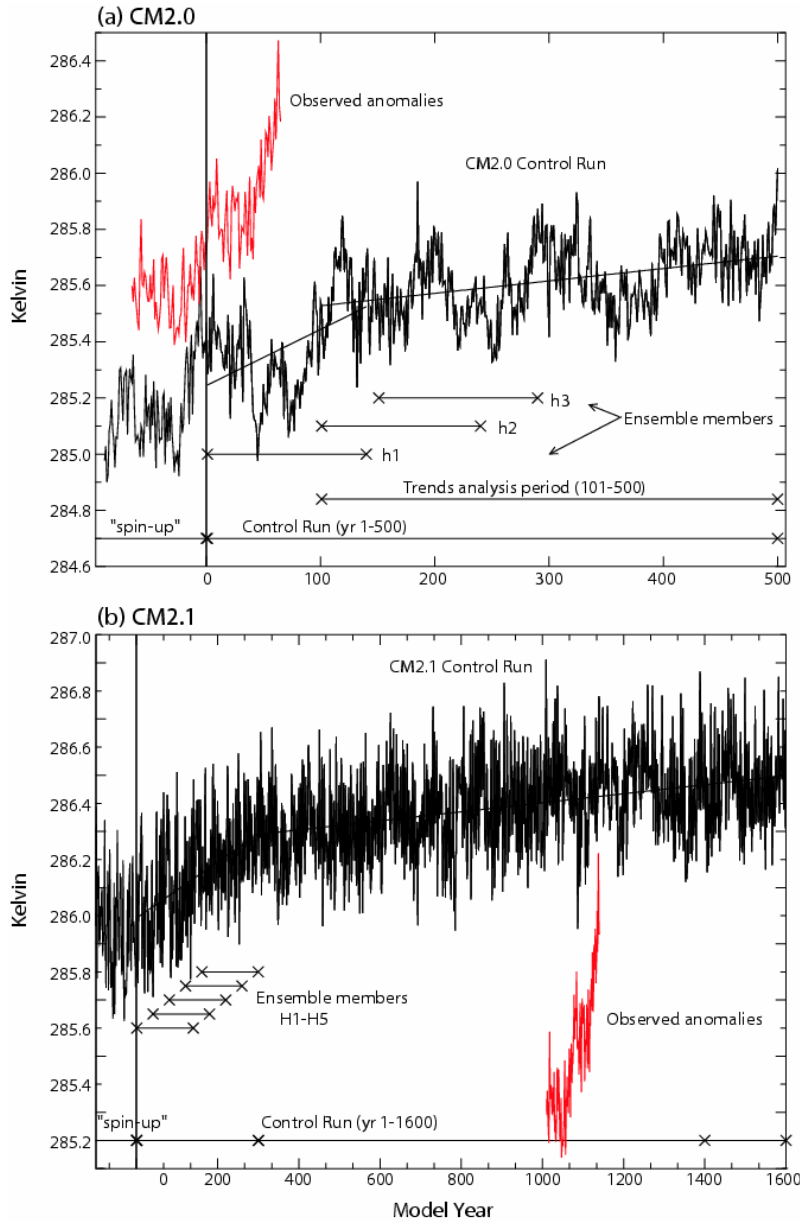 (a) CM2.0
286.4
Observed anomalies
286.2
CM2.0 Control Run
286.0
285.8
Kelvin
285.6
285.4
285.2
h3
h2
Ensemble members
285.0
h1
Trends analysis period (101-500)
284.8
"spin-up"
Control Run (yr 1-500)
284.6
0 100 200 300 400 500
(b) CM2.1
287.0
CM2.1 Control Run
286.8
286.6
286.4
286.2
Kelvin
286.0
285.8
Ensemble members
H1-H5
285.6
Observed anomalies
285.4
"spin-up"
Control Run (yr 1-1600)
285.2
0 200 400 600 800 1000 1200 1400 1600
Model Year